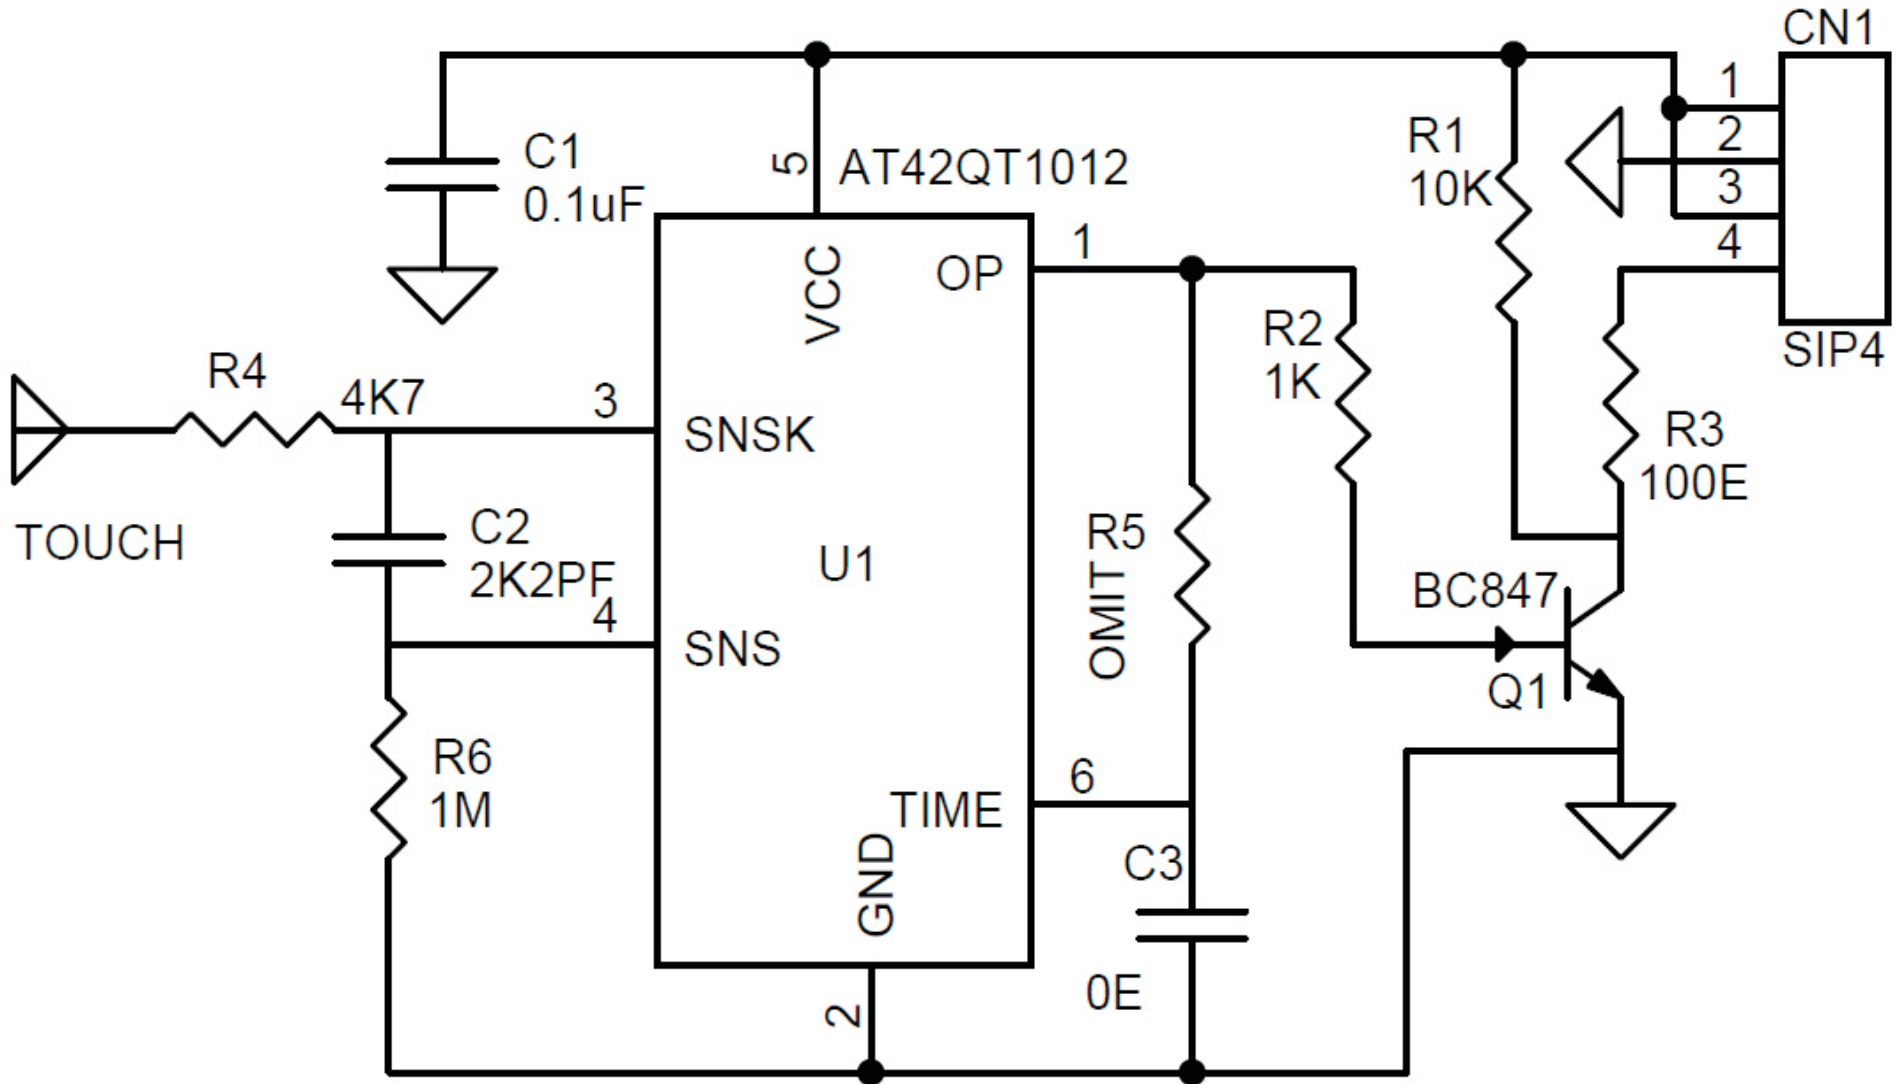 CN1
1
2
3
4
SIP4
C1
0.1uF
5
AT42QT1012
R1
10K
VCC
OP
1
R2
1K
R4
4K7
3
SNSK
R3
100E
TOUCH
C2
2K2PF
4
SNS
U1
R5
OMIT
BC847
Q1
R6
1M
TIME
6
GND
C3
0E
2